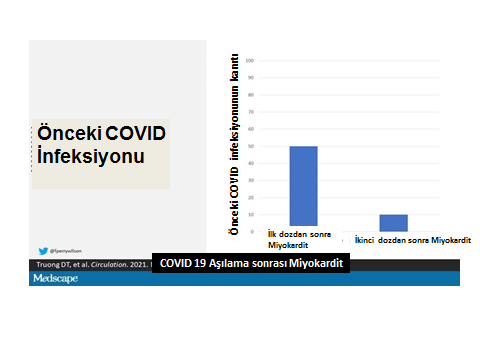 Önceki COVID
İnfeksiyonu
@fperrywilson
Truong DT, et al. Circulation. 2021.
Medscape
COVID 19 Aşılama sonrası Miyokardit
Önceki COVID infeksiyonunun kanıtı
100
90
80
70
60
50
40
30
20
10
0
İlk dozdan sonra
Miyokardit
İkinci dozdan sonra Miyokardit